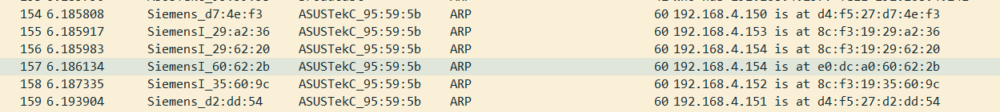 154 6.185808 Siemens_d7:4e:f3 ASUSTekC_95:59:5b ARP 60 192.168.4.150 is at d4:f5:27:d7:4e:f3
155 6.185917 SiemensI_29:a2:36 ASUSTekC_95:59:5b ARP 60 192.168.4.153 is at 8c:f3:19:29:a2:36
156 6.185983 SiemensI_29:62:20 ASUSTekC_95:59:5b ARP 60 192.168.4.154 is at 8c:f3:19:29:62:20
157 6.186134 SiemensI_60:62:2b ASUSTekC_95:59:5b ARP 60 192.168.4.154 is at e0:dc:a0:60:62:2b
158 6.187335 SiemensI_35:60:9c ASUSTekC_95:59:5b ARP 60 192.168.4.152 is at 8c:f3:19:35:60:9c
159 6.193904 Siemens_d2:dd:54 ASUSTekC_95:59:5b ARP 60 192.168.4.151 is at d4:f5:27:d2:dd:54